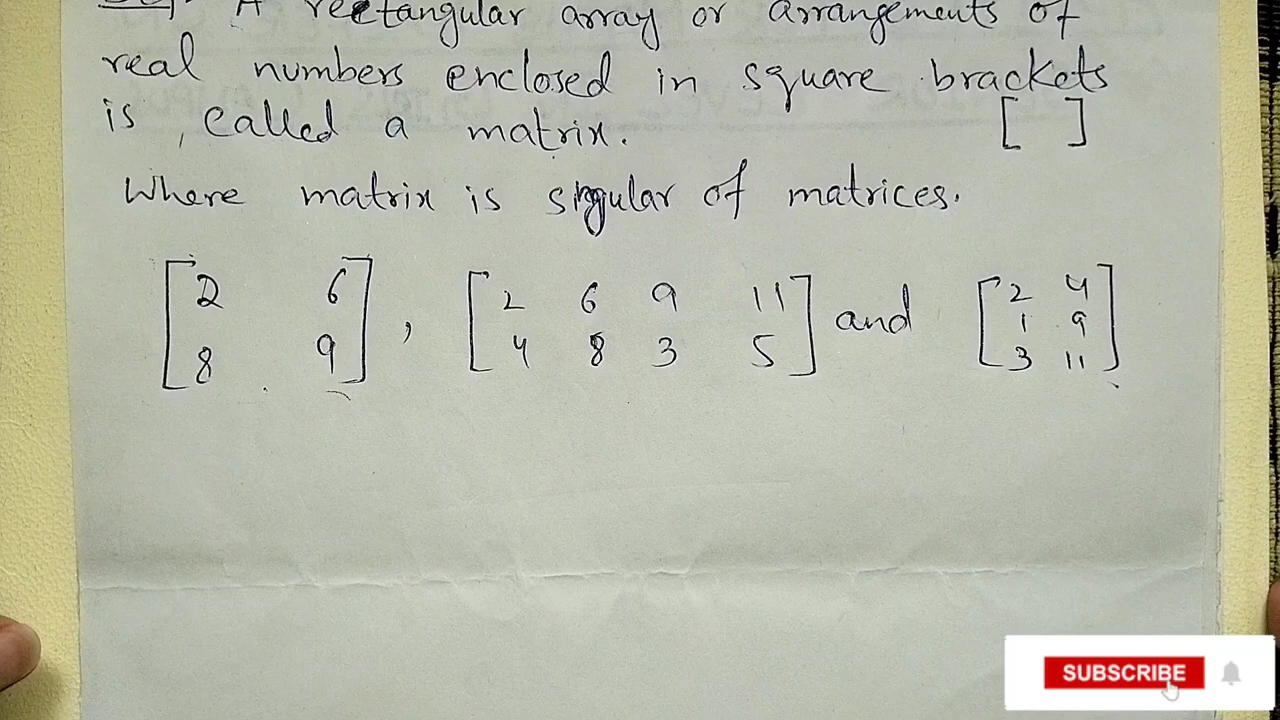 Def: A rectangular array or arrangements of
real numbers enclosed in square brackets
is, called a matrix. [ ]
Where matrix is singular of matrices.
[2 6
8 9], [2 6 9 11
4 8 3 5] and [2 4
1 9
3 11]
SUBSCRIBE